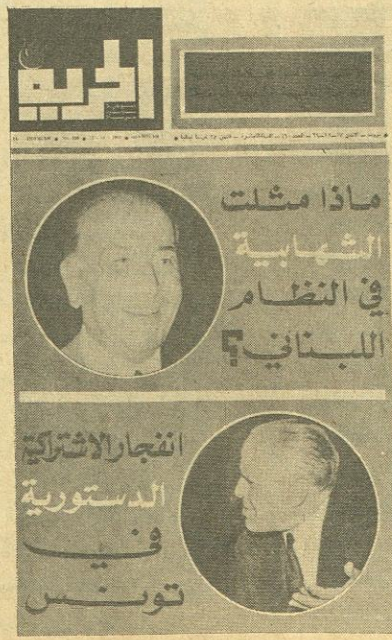 الحرية
ماذا مثلت
الشهابية
في النظام
اللبناني؟
انفجار الاشتراكية
الدستورية
في
تونس